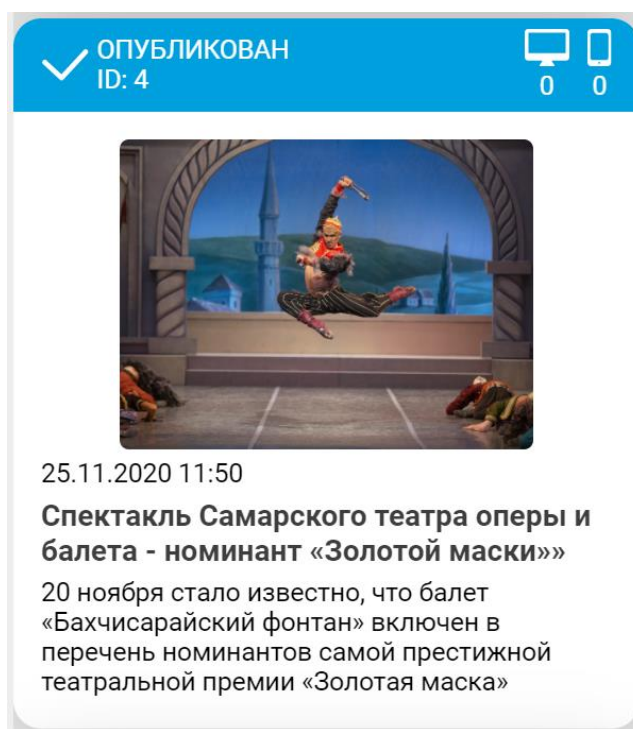 ОПУБЛИКОВАН
ID: 4
0 0
25.11.2020 11:50
Спектакль Самарского театра оперы и
балета - номинант «Золотой маски»»
20 ноября стало известно, что балет
«Бахчисарайский фонтан» включен в
перечень номинантов самой престижной
театральной премии «Золотая маска»